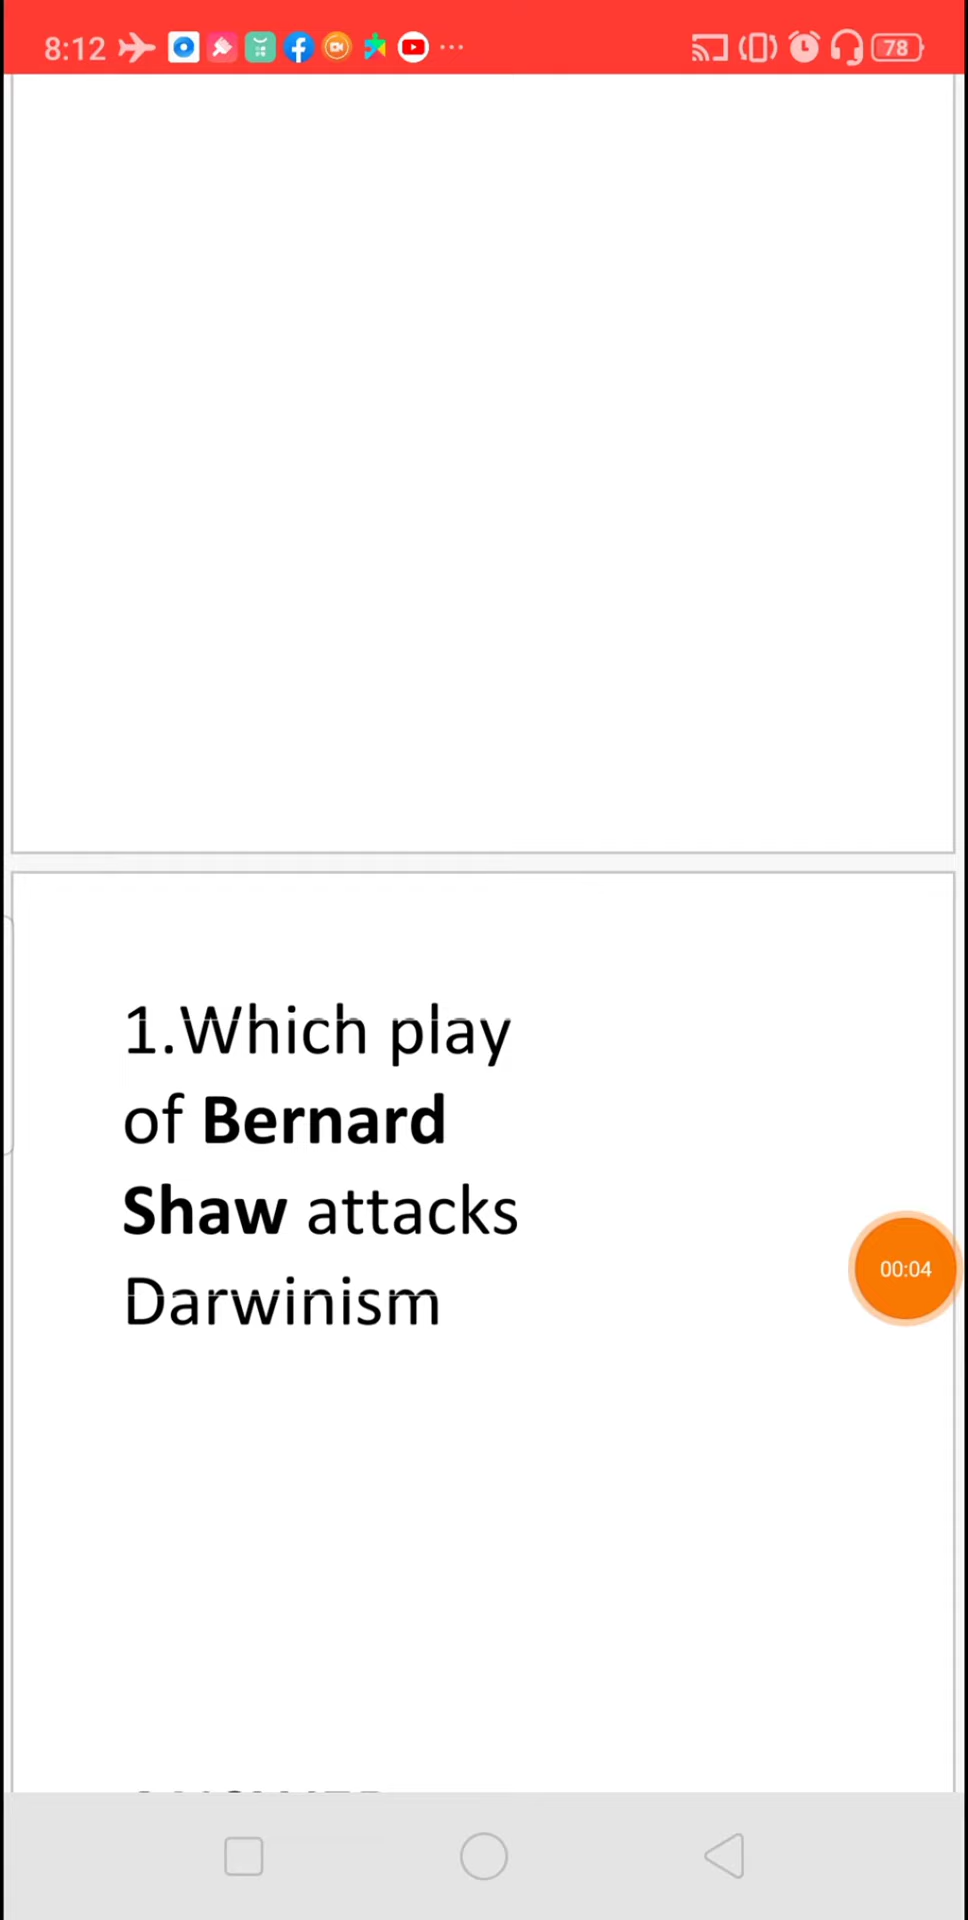 8:12 78
1.Which play
of Bernard
Shaw attacks
00:04
Darwinism